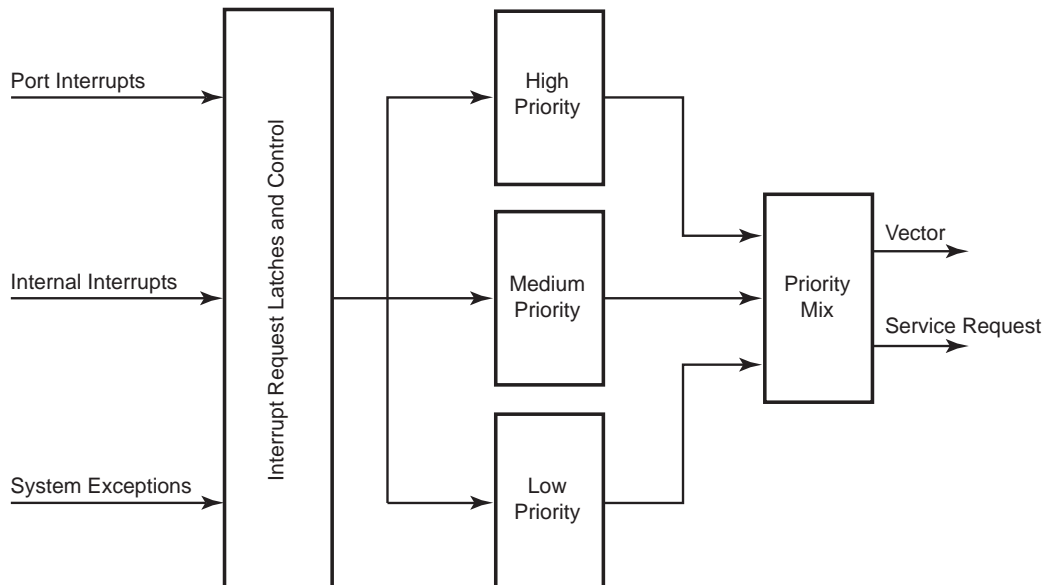 Port Interrupts
Internal Interrupts
System Exceptions
Interrupt Request Latches and Control
High
Priority
Medium
Priority
Low
Priority
Priority
Mix
Vector
Service Request